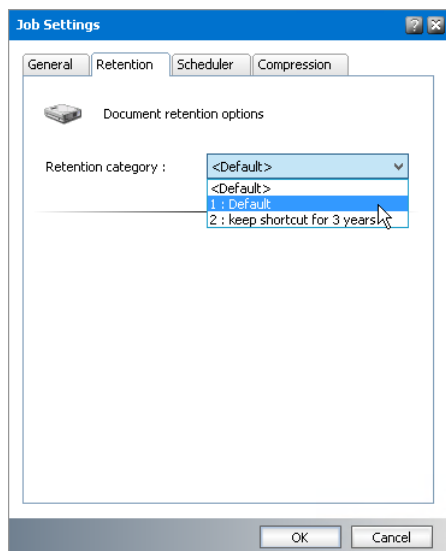 Job Settings
General Retention Scheduler Compression
Document retention options
Retention category : <Default>
<Default>
1 : Default
2 : keep shortcut for 3 years
OK Cancel